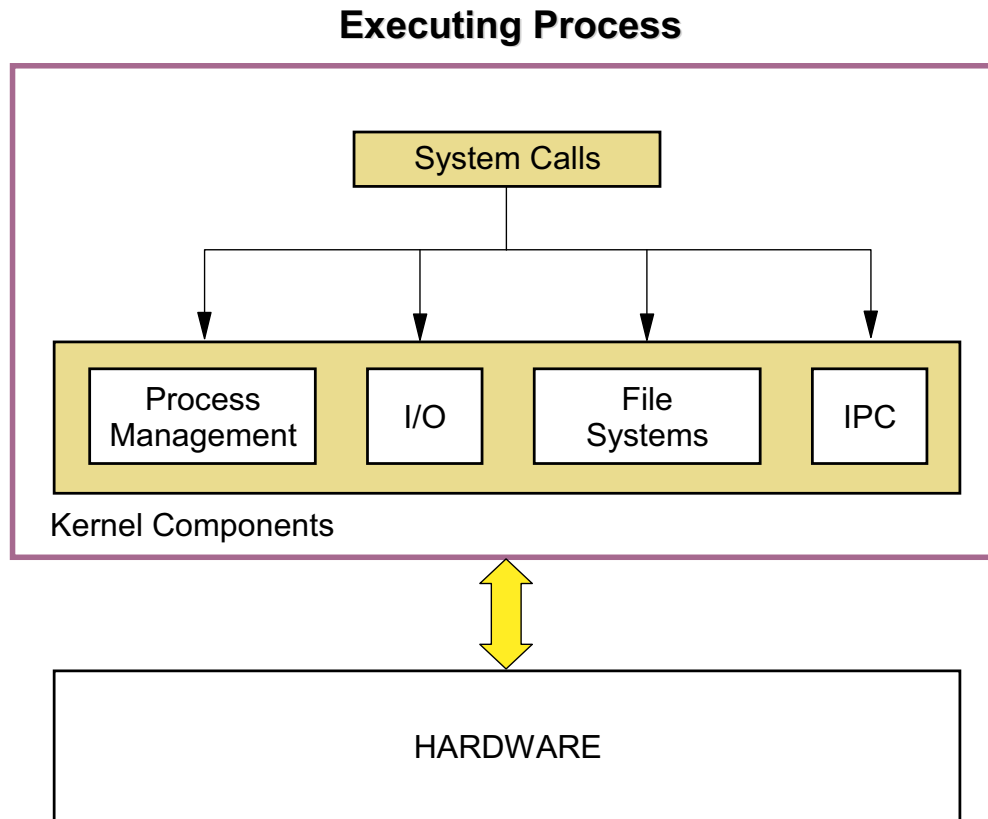 Executing Process
System Calls
Process
Management
I/O
File
Systems
IPC
Kernel Components
HARDWARE